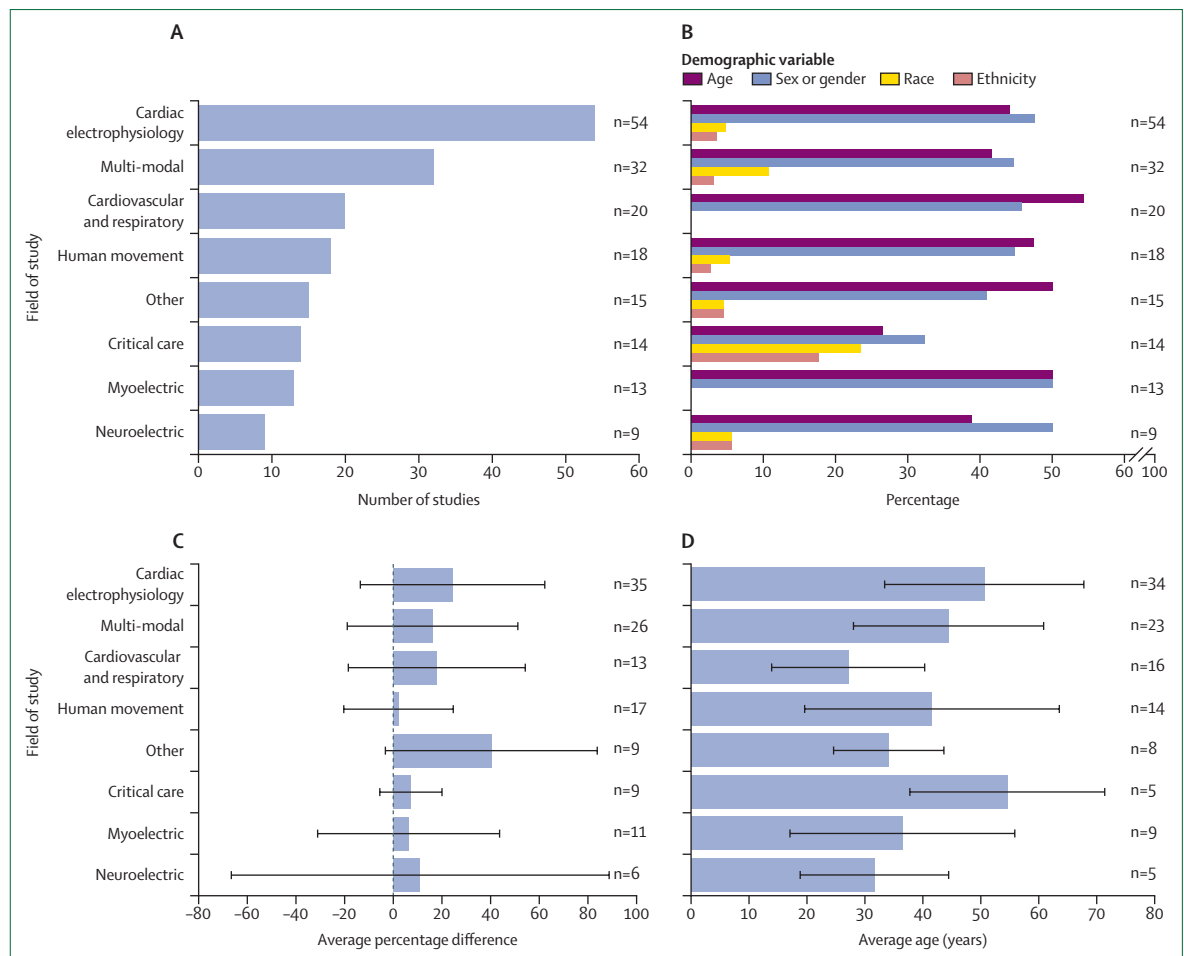 A
Cardiac
electrophysiology
n=54
Multi-modal
n=32
Cardiovascular
and respiratory
n=20
Human movement
n=18
Other
n=15
Critical care
n=14
Myoelectric
n=13
Neuroelectric
n=9
Field of study
0 10 20 30 40 50 60
Number of studies
B
Demographic variable
Age Sex or gender Race Ethnicity
n=54
n=32
n=20
n=18
n=15
n=14
n=13
n=9
0 10 20 30 40 50 60 100
Percentage
C
Cardiac
electrophysiology
n=35
Multi-modal
n=26
Cardiovascular
and respiratory
n=13
Human movement
n=17
Other
n=9
Critical care
n=9
Myoelectric
n=11
Neuroelectric
n=6
Field of study
–80 –60 –40 –20 0 20 40 60 80 100
Average percentage difference
D
n=34
n=23
n=16
n=14
n=8
n=5
n=9
n=5
0 10 20 30 40 50 60 70 80
Average age (years)